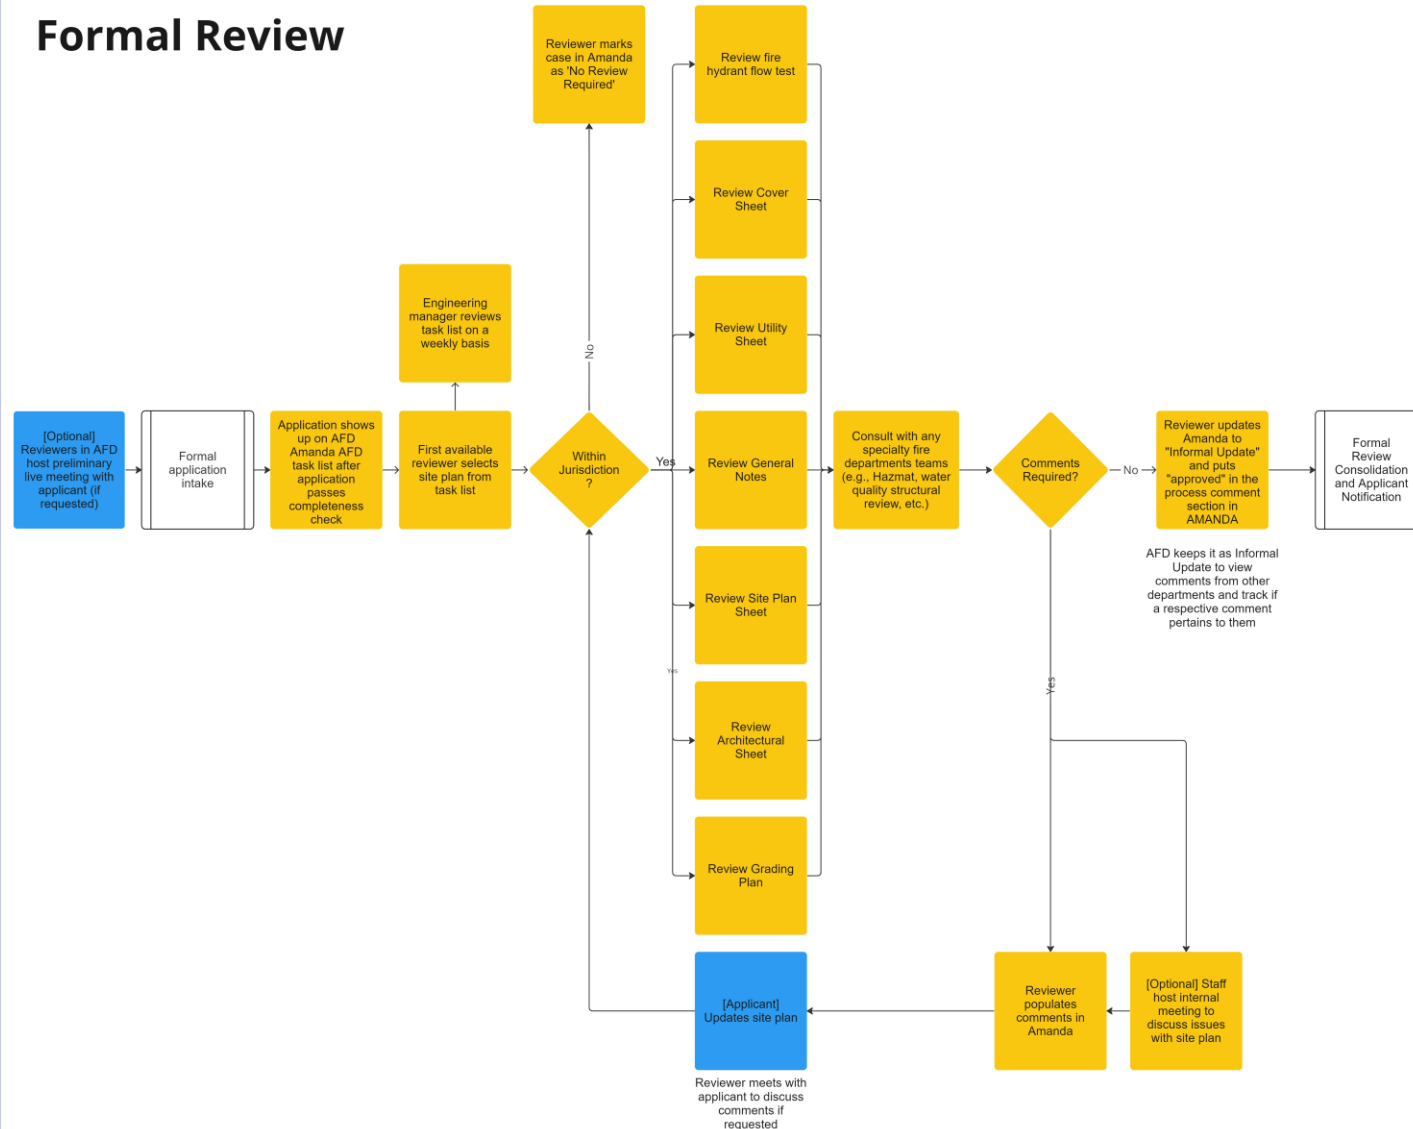 Formal Review
Reviewer marks
case in Amanda
as 'No Review
Required'
Review fire
hydrant flow test
Review Cover
Sheet
Engineering
manager reviews
task list on a
weekly basis
Review Utility
Sheet
No
[Optional]
Reviewers in AFD
host preliminary
live meeting with
applicant (if
requested)
Formal
application
intake
Application shows
up on AFD
Amanda AFD
task list after
application
passes
completeness
check
First available
reviewer selects
site plan from
task list
Within
Jurisdiction
?
Yes
Review General
Notes
Consult with any
specialty fire
departments teams
(e.g., Hazmat, water
quality structural
review, etc.)
Comments
Required?
No
Reviewer updates
Amanda to
"Informal Update"
and puts
"approved" in the
process comment
section in
AMANDA
Formal
Review
Consolidation
and Applicant
Notification
AFD keeps it as Informal
Update to view
comments from other
departments and track if
a respective comment
pertains to them
Review Site Plan
Sheet
Yes
Yes
Review
Architectural
Sheet
Review Grading
Plan
[Applicant]
Updates site plan
Reviewer
populates
comments in
Amanda
[Optional] Staff
host internal
meeting to
discuss issues
with site plan
Reviewer meets with
applicant to discuss
comments if
requested